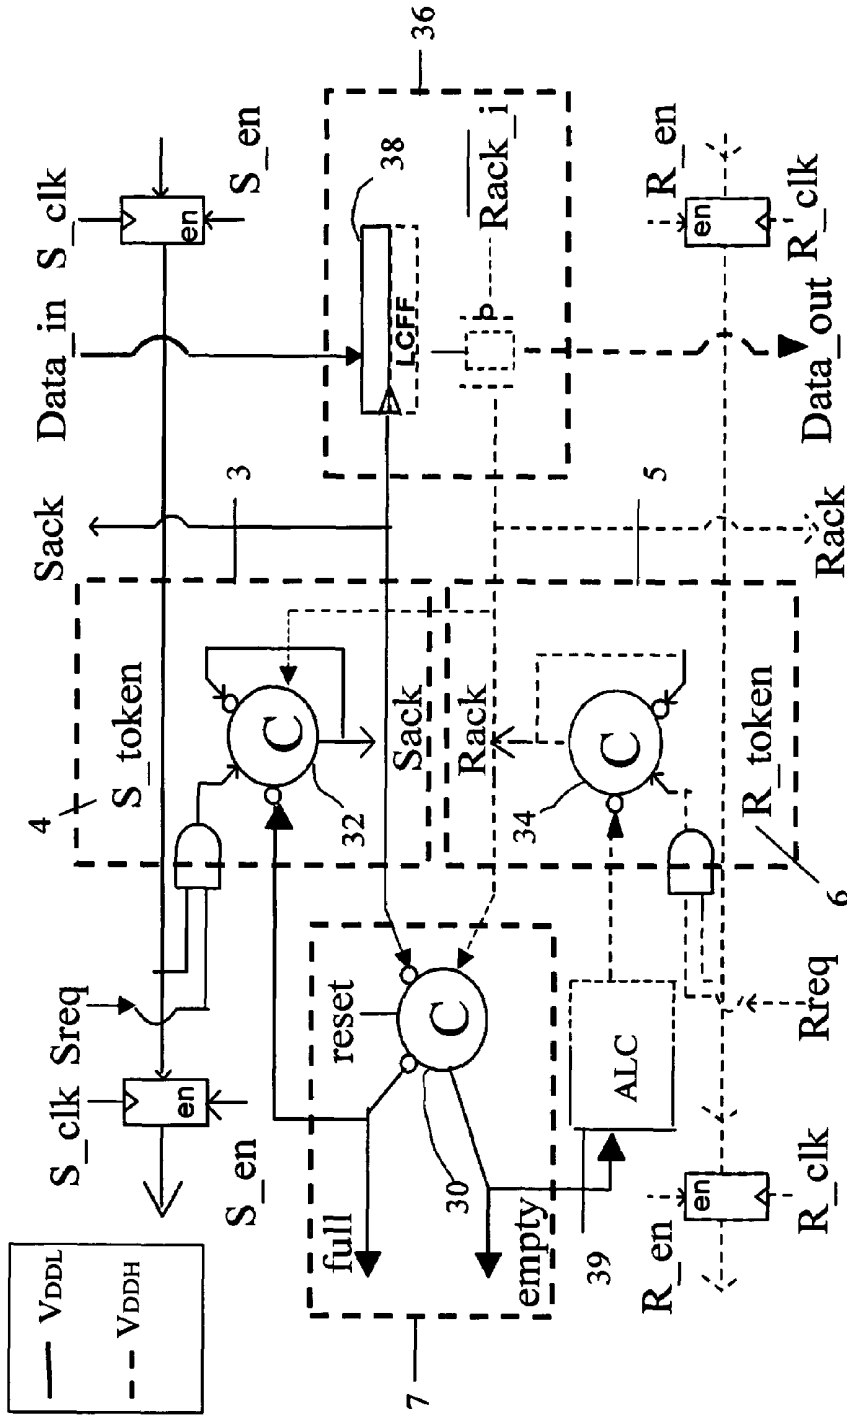 VDDL
VDDH
S_clk
Sreq
en
S_en
4
S_token
C
32
Sack
3
Sack
Data_in
S_clk
en
S_en
36
38
LCFF
Rack_i
7
full
empty
reset
C
30
39
ALC
Rack
C
34
R_token
6
5
Rack
Data_out
R_en
en
R_clk
Rreq
R_en
en
R_clk